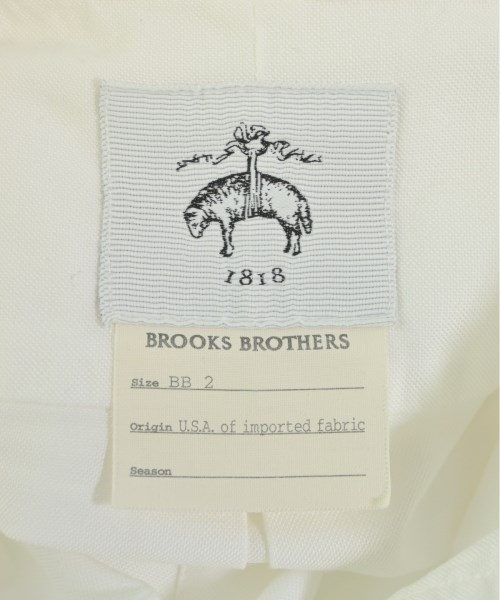 1818
BROOKS BROTHERS
Size BB 2
Origin U.S.A. of imported fabric
Season